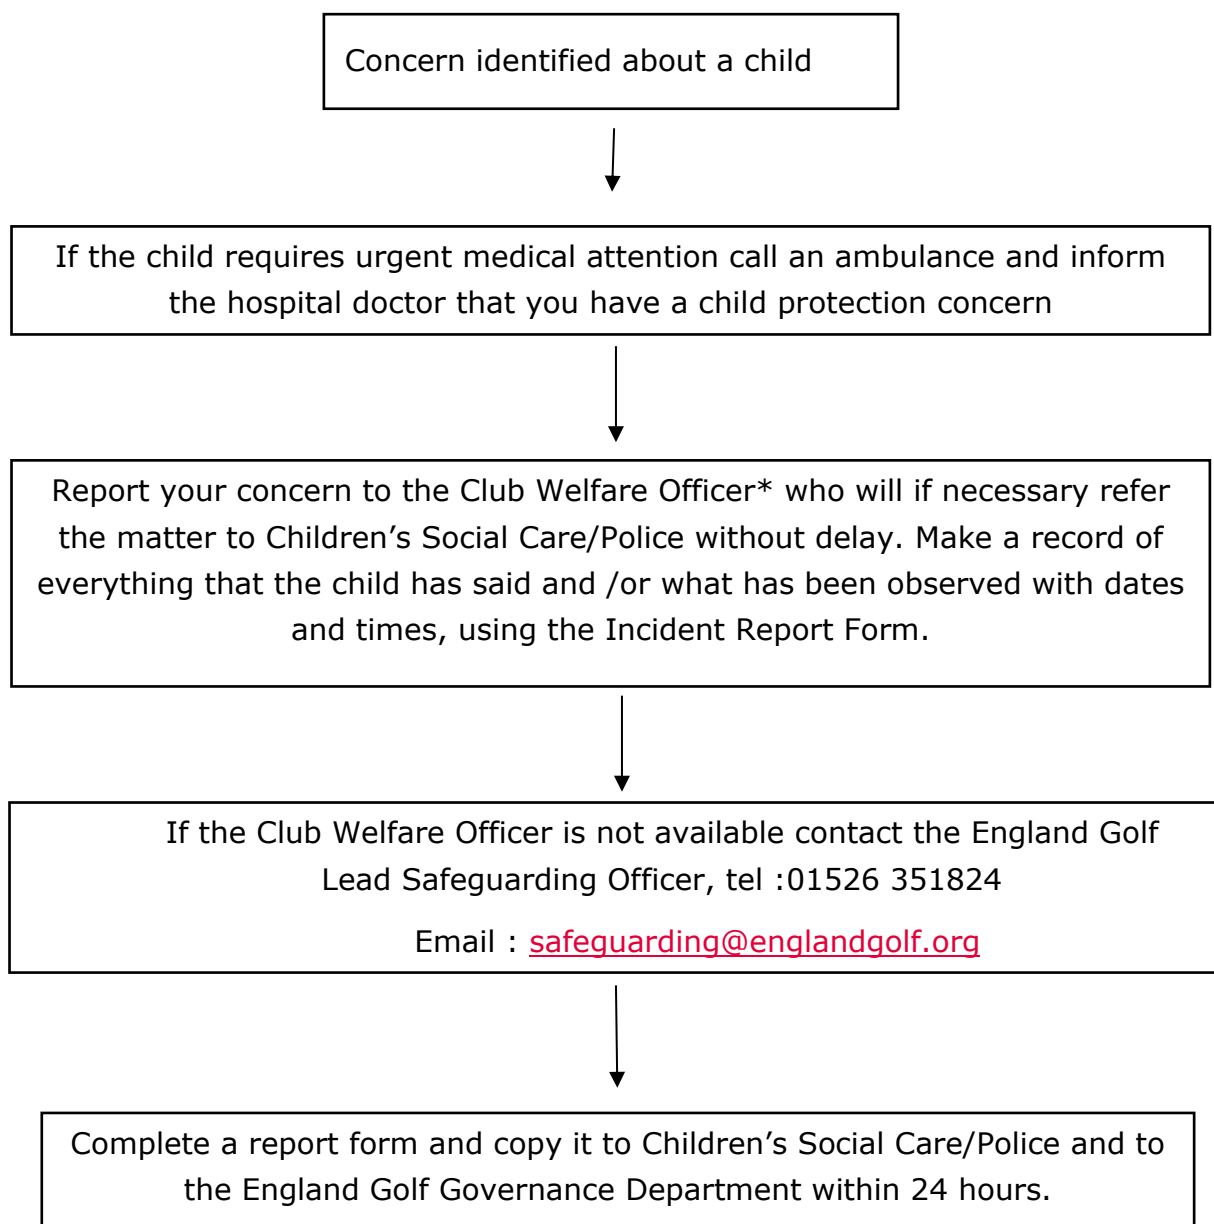 Concern identified about a child
If the child requires urgent medical attention call an ambulance and inform
the hospital doctor that you have a child protection concern
Report your concern to the Club Welfare Officer* who will if necessary refer
the matter to Children’s Social Care/Police without delay. Make a record of
everything that the child has said and /or what has been observed with dates
and times, using the Incident Report Form.
If the Club Welfare Officer is not available contact the England Golf
Lead Safeguarding Officer, tel :01526 351824
Email : safeguarding@englandgolf.org
Complete a report form and copy it to Children’s Social Care/Police and to
the England Golf Governance Department within 24 hours.